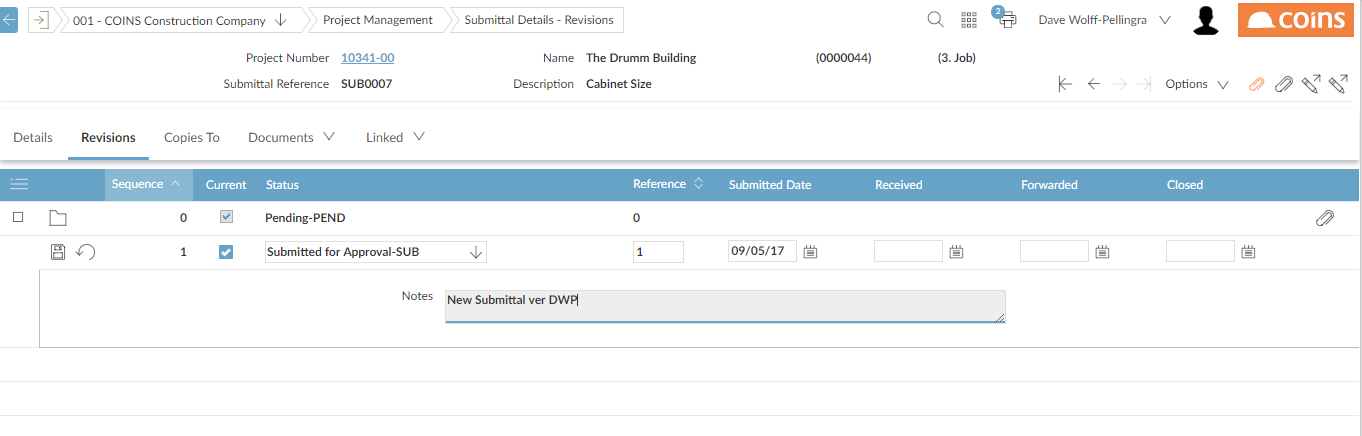 001 - COINS Construction Company Project Management Submittal Details - Revisions 2 Dave Wolff-Pellingra coins
Project Number 10341-00 Name The Drumm Building (0000044) (3. Job)
Submittal Reference SUB0007 Description Cabinet Size Options
Details Revisions Copies To Documents Linked
Sequence Current Status Reference Submitted Date Received Forwarded Closed
0 Pending-PEND 0
1 Submitted for Approval-SUB 1 09/05/17
Notes New Submittal ver DWP